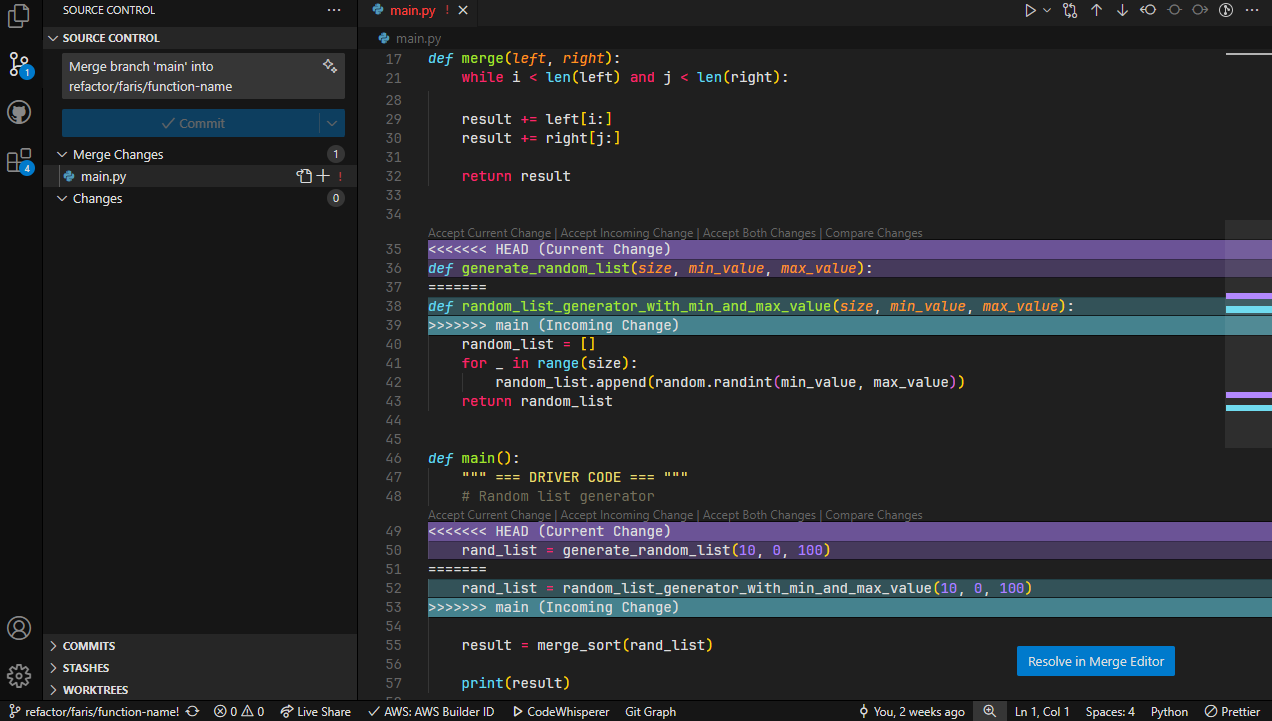 SOURCE CONTROL
SOURCE CONTROL
Merge branch 'main' into
refactor/faris/function-name
Commit
Merge Changes 1
main.py !
Changes 0
COMMITS
STASHES
WORKTREES
1
4
main.py !
main.py
17 def merge(left, right):
21 while i < len(left) and j < len(right):
28
29 result += left[i:]
30 result += right[j:]
31
32 return result
33
34
Accept Current Change | Accept Incoming Change | Accept Both Changes | Compare Changes
35 <<<<<<< HEAD (Current Change)
36 def generate_random_list(size, min_value, max_value):
37 =======
38 def random_list_generator_with_min_and_max_value(size, min_value, max_value):
39 >>>>>>> main (Incoming Change)
40 random_list = []
41 for _ in range(size):
42 random_list.append(random.randint(min_value, max_value))
43 return random_list
44
45
46 def main():
47 """ === DRIVER CODE === """
48 # Random list generator
Accept Current Change | Accept Incoming Change | Accept Both Changes | Compare Changes
49 <<<<<<< HEAD (Current Change)
50 rand_list = generate_random_list(10, 0, 100)
51 =======
52 rand_list = random_list_generator_with_min_and_max_value(10, 0, 100)
53 >>>>>>> main (Incoming Change)
54
55 result = merge_sort(rand_list)
56
57 print(result)
Resolve in Merge Editor
refactor/faris/function-name! 0 0 Live Share AWS: AWS Builder ID CodeWhisperer Git Graph You, 2 weeks ago Ln 1, Col 1 Spaces: 4 Python Prettier